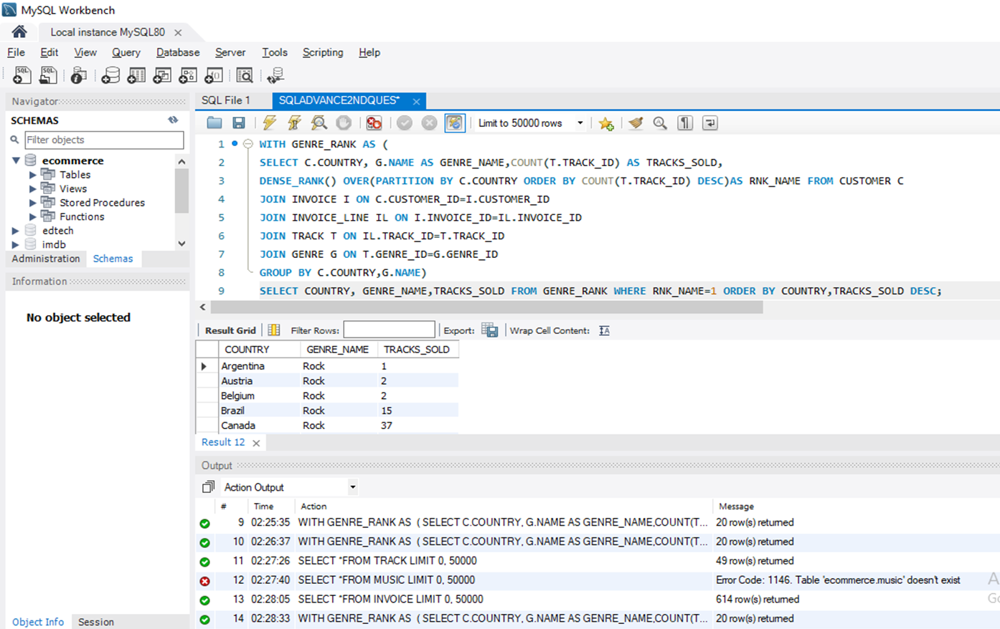 MySQL Workbench
Local instance MySQL80
File Edit View Query Database Server Tools Scripting Help
Navigator
SCHEMAS
Filter objects
ecommerce
Tables
Views
Stored Procedures
Functions
edtech
imdb
Administration Schemas
Information
No object selected
Object Info Session
SQL File 1 SQLADVANCE2NDQUES*
Limit to 50000 rows
1 WITH GENRE_RANK AS (
2 SELECT C.COUNTRY, G.NAME AS GENRE_NAME,COUNT(T.TRACK_ID) AS TRACKS_SOLD,
3 DENSE_RANK() OVER(PARTITION BY C.COUNTRY ORDER BY COUNT(T.TRACK_ID) DESC)AS RNK_NAME FROM CUSTOMER C
4 JOIN INVOICE I ON C.CUSTOMER_ID=I.CUSTOMER_ID
5 JOIN INVOICE_LINE IL ON I.INVOICE_ID=IL.INVOICE_ID
6 JOIN TRACK T ON IL.TRACK_ID=T.TRACK_ID
7 JOIN GENRE G ON T.GENRE_ID=G.GENRE_ID
8 GROUP BY C.COUNTRY,G.NAME)
9 SELECT COUNTRY, GENRE_NAME,TRACKS_SOLD FROM GENRE_RANK WHERE RNK_NAME=1 ORDER BY COUNTRY,TRACKS_SOLD DESC;
Result Grid Filter Rows: Export: Wrap Cell Content:
COUNTRY GENRE_NAME TRACKS_SOLD
Argentina Rock 1
Austria Rock 2
Belgium Rock 2
Brazil Rock 15
Canada Rock 37
Result 12
Output
Action Output
# Time Action Message
9 02:25:35 WITH GENRE_RANK AS ( SELECT C.COUNTRY, G.NAME AS GENRE_NAME,COUNT(T... 20 row(s) returned
10 02:26:37 WITH GENRE_RANK AS ( SELECT C.COUNTRY, G.NAME AS GENRE_NAME,COUNT(T... 20 row(s) returned
11 02:27:26 SELECT *FROM TRACK LIMIT 0, 50000 49 row(s) returned
12 02:27:40 SELECT *FROM MUSIC LIMIT 0, 50000 Error Code: 1146. Table 'ecommerce.music' doesn't exist
13 02:28:05 SELECT *FROM INVOICE LIMIT 0, 50000 614 row(s) returned
14 02:28:33 WITH GENRE_RANK AS ( SELECT C.COUNTRY, G.NAME AS GENRE_NAME,COUNT(T... 20 row(s) returned